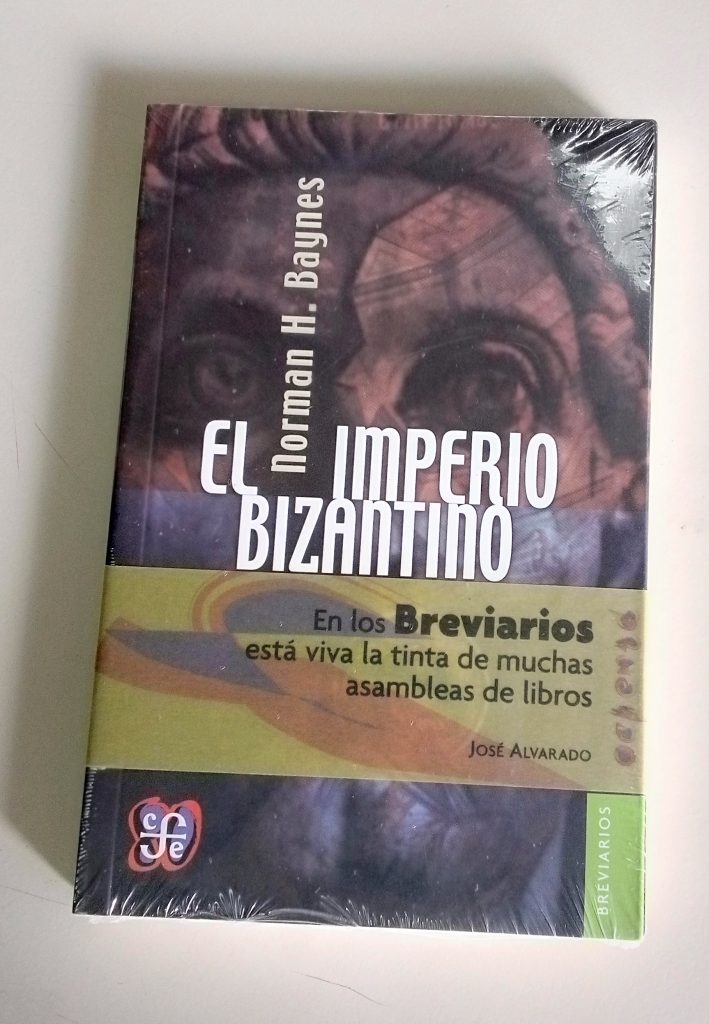 Norman H. Baynes
EL IMPERIO
BIZANTINO
En los Breviarios
está viva la tinta de muchas
asambleas de libros
JOSÉ ALVARADO
cfe
BREVIARIOS